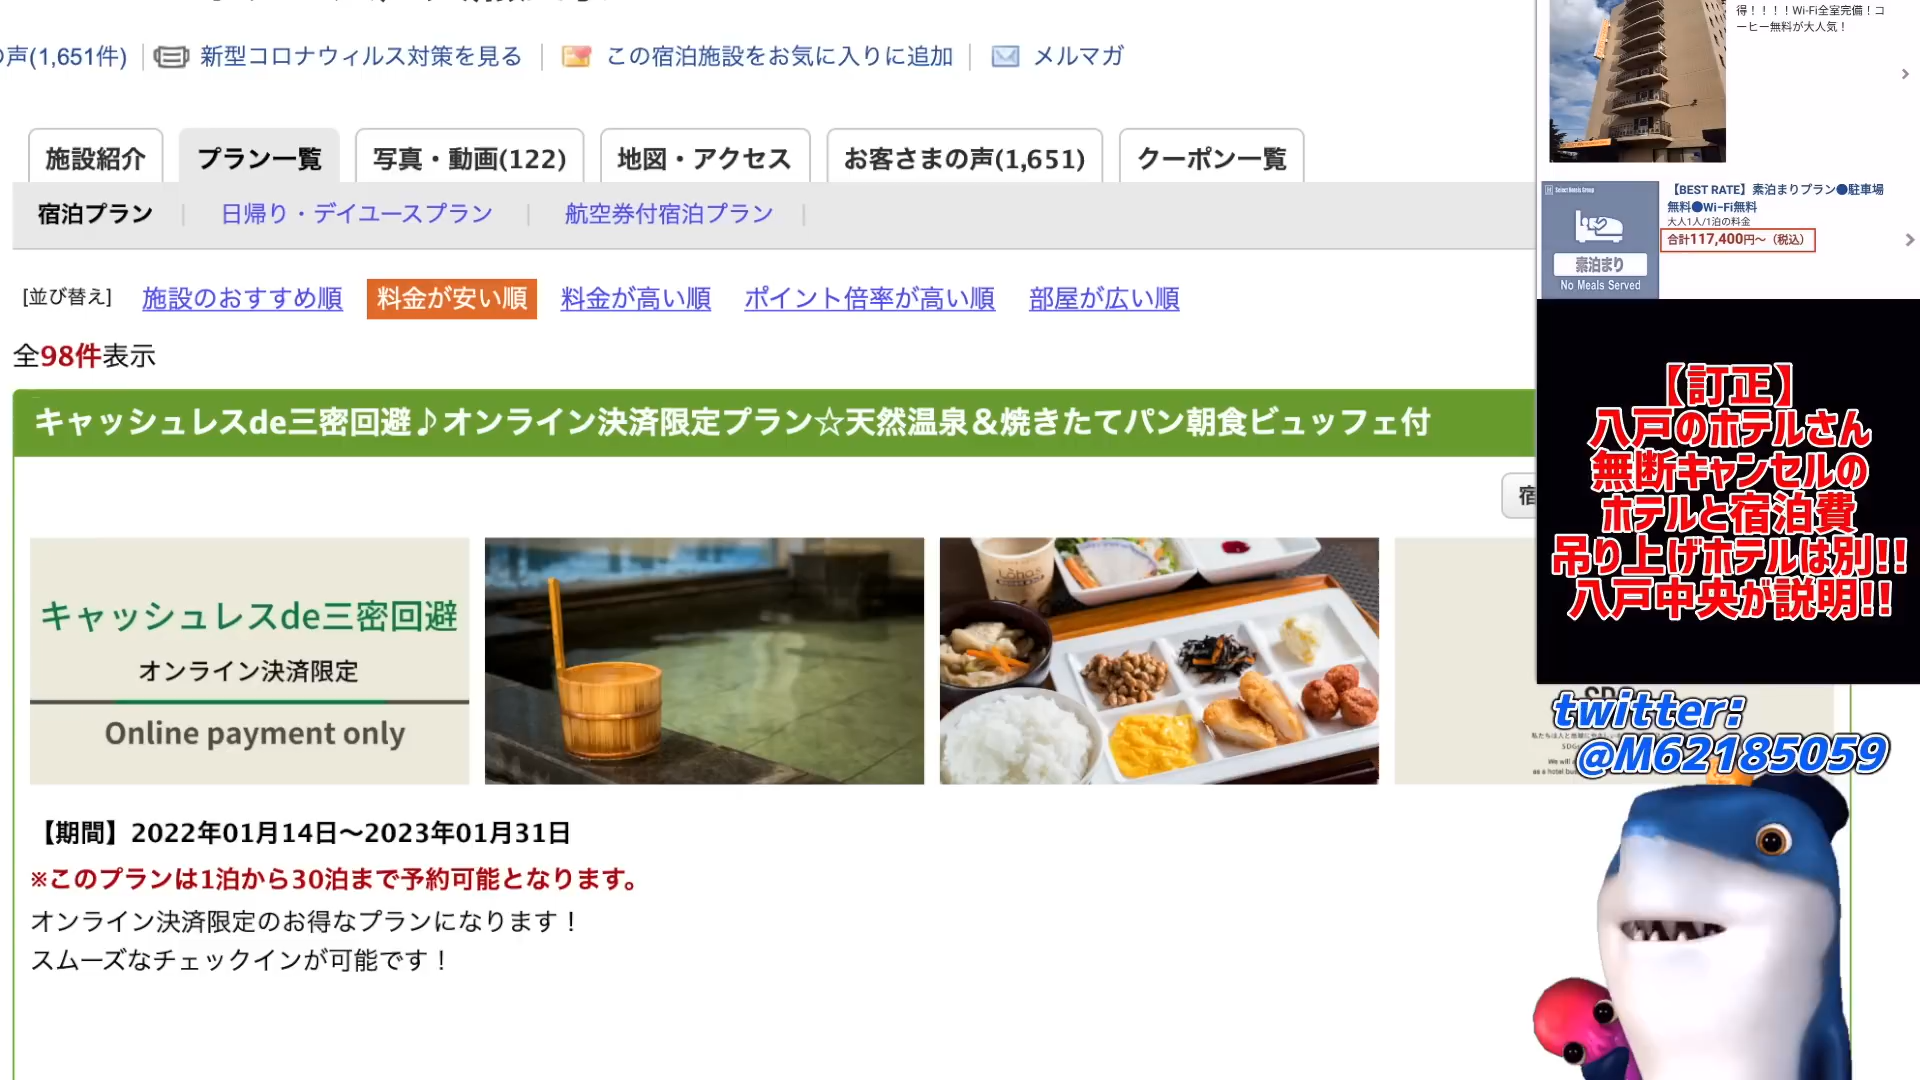 の声(1,651件)
新型コロナウィルス対策を見る
この宿泊施設をお気に入りに追加
メルマガ
施設紹介
プラン一覧
写真・動画(122)
地図・アクセス
お客さまの声(1,651)
クーポン一覧
宿泊プラン
日帰り・デイユースプラン
航空券付宿泊プラン
[並び替え]
施設のおすすめ順
料金が安い順
料金が高い順
ポイント倍率が高い順
部屋が広い順
全98件表示
キャッシュレスde三密回避♪オンライン決済限定プラン☆天然温泉＆焼きたてパン朝食ビュッフェ付
宿
キャッシュレスde三密回避
オンライン決済限定
Online payment only
Lohas
【期間】2022年01月14日〜2023年01月31日
※このプランは1泊から30泊まで予約可能となります。
オンライン決済限定のお得なプランになります！
スムーズなチェックインが可能です！
得！！！！Wi-Fi全室完備！コ
ーヒー無料が大人気！
Select Hotels Group
素泊まり
No Meals Served
【BEST RATE】素泊まりプラン●駐車場
無料●Wi-Fi無料
大人1人/1泊の料金
合計117,400円〜（税込）
【訂正】
八戸のホテルさん
無断キャンセルの
ホテルと宿泊費
吊り上げホテルは別!!
八戸中央が説明!!
twitter:
@M62185059